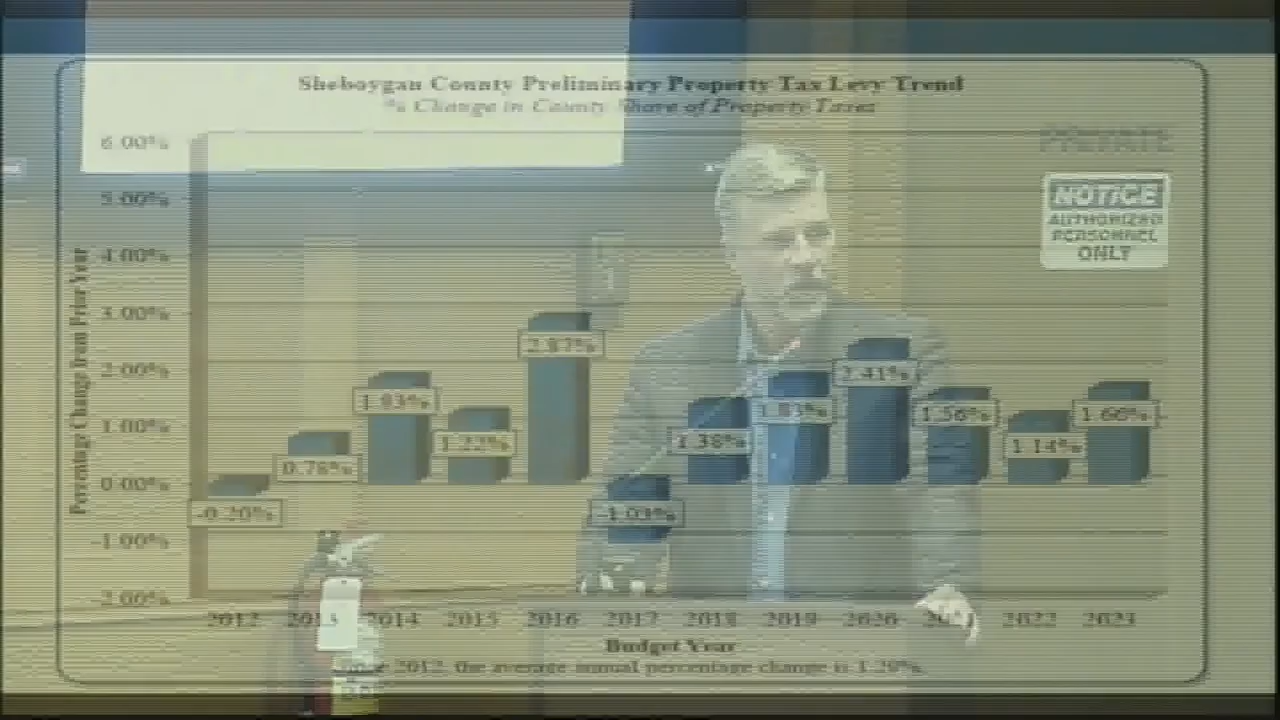 Sheboygan County Preliminary Property Tax Levy Trend
% Change in County Share of Property Taxes
PRIVATE
NOTICE
AUTHORIZED
PERSONNEL
ONLY
Percentage Change from Prior Year
6.00%
5.00%
4.00%
3.00%
2.00%
1.00%
0.00%
-1.00%
-2.00%
-0.20%
0.78%
1.83%
1.22%
2.87%
-1.03%
1.38%
1.83%
2.41%
1.56%
1.14%
1.66%
2012 2013 2014 2015 2016 2017 2018 2019 2020 2022 2023
Budget Year
2012, the average annual percentage change is